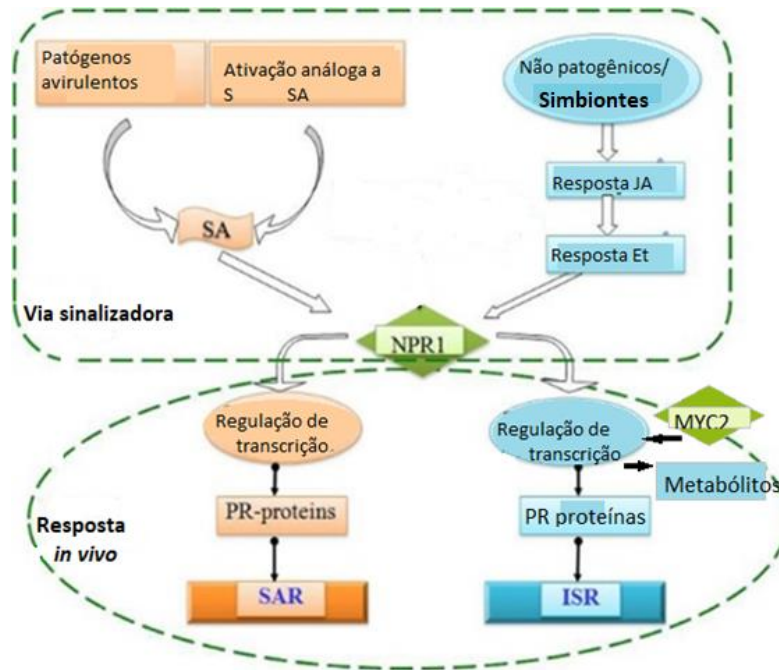 Patógenos
avirulentos
Ativação análoga a
S SA
Não patogênicos/
Simbiontes
Resposta JA
SA
Resposta Et
Via sinalizadora
NPR1
Regulação de
transcrição
Regulação de
transcrição
MYC2
Metabólitos
Resposta
in vivo
PR-proteins
PR proteínas
SAR
ISR